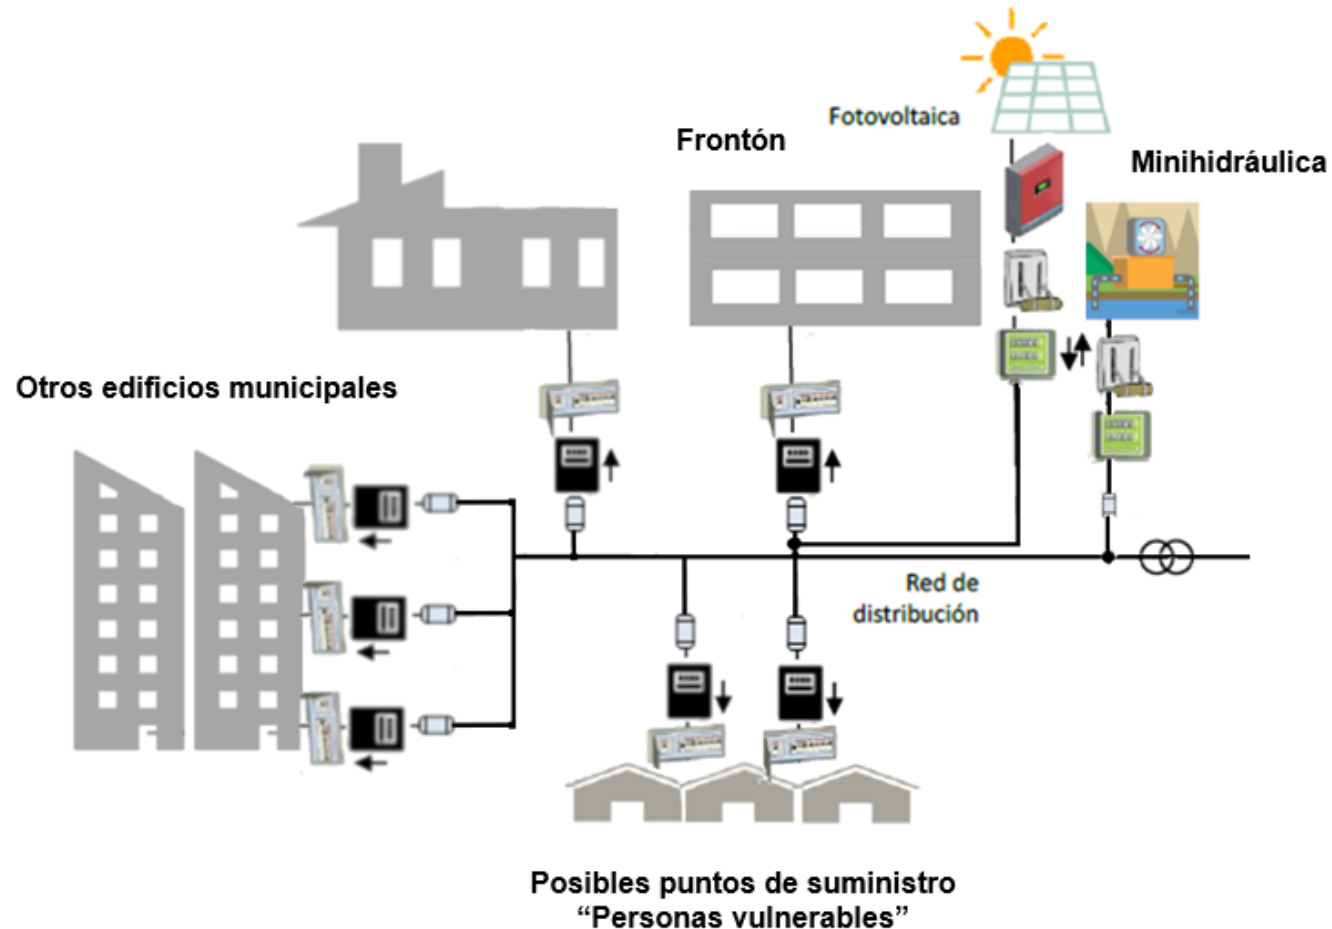 Fotovoltaica
Frontón
Minihidráulica
Otros edificios municipales
Red de
distribución
Posibles puntos de suministro
“Personas vulnerables”